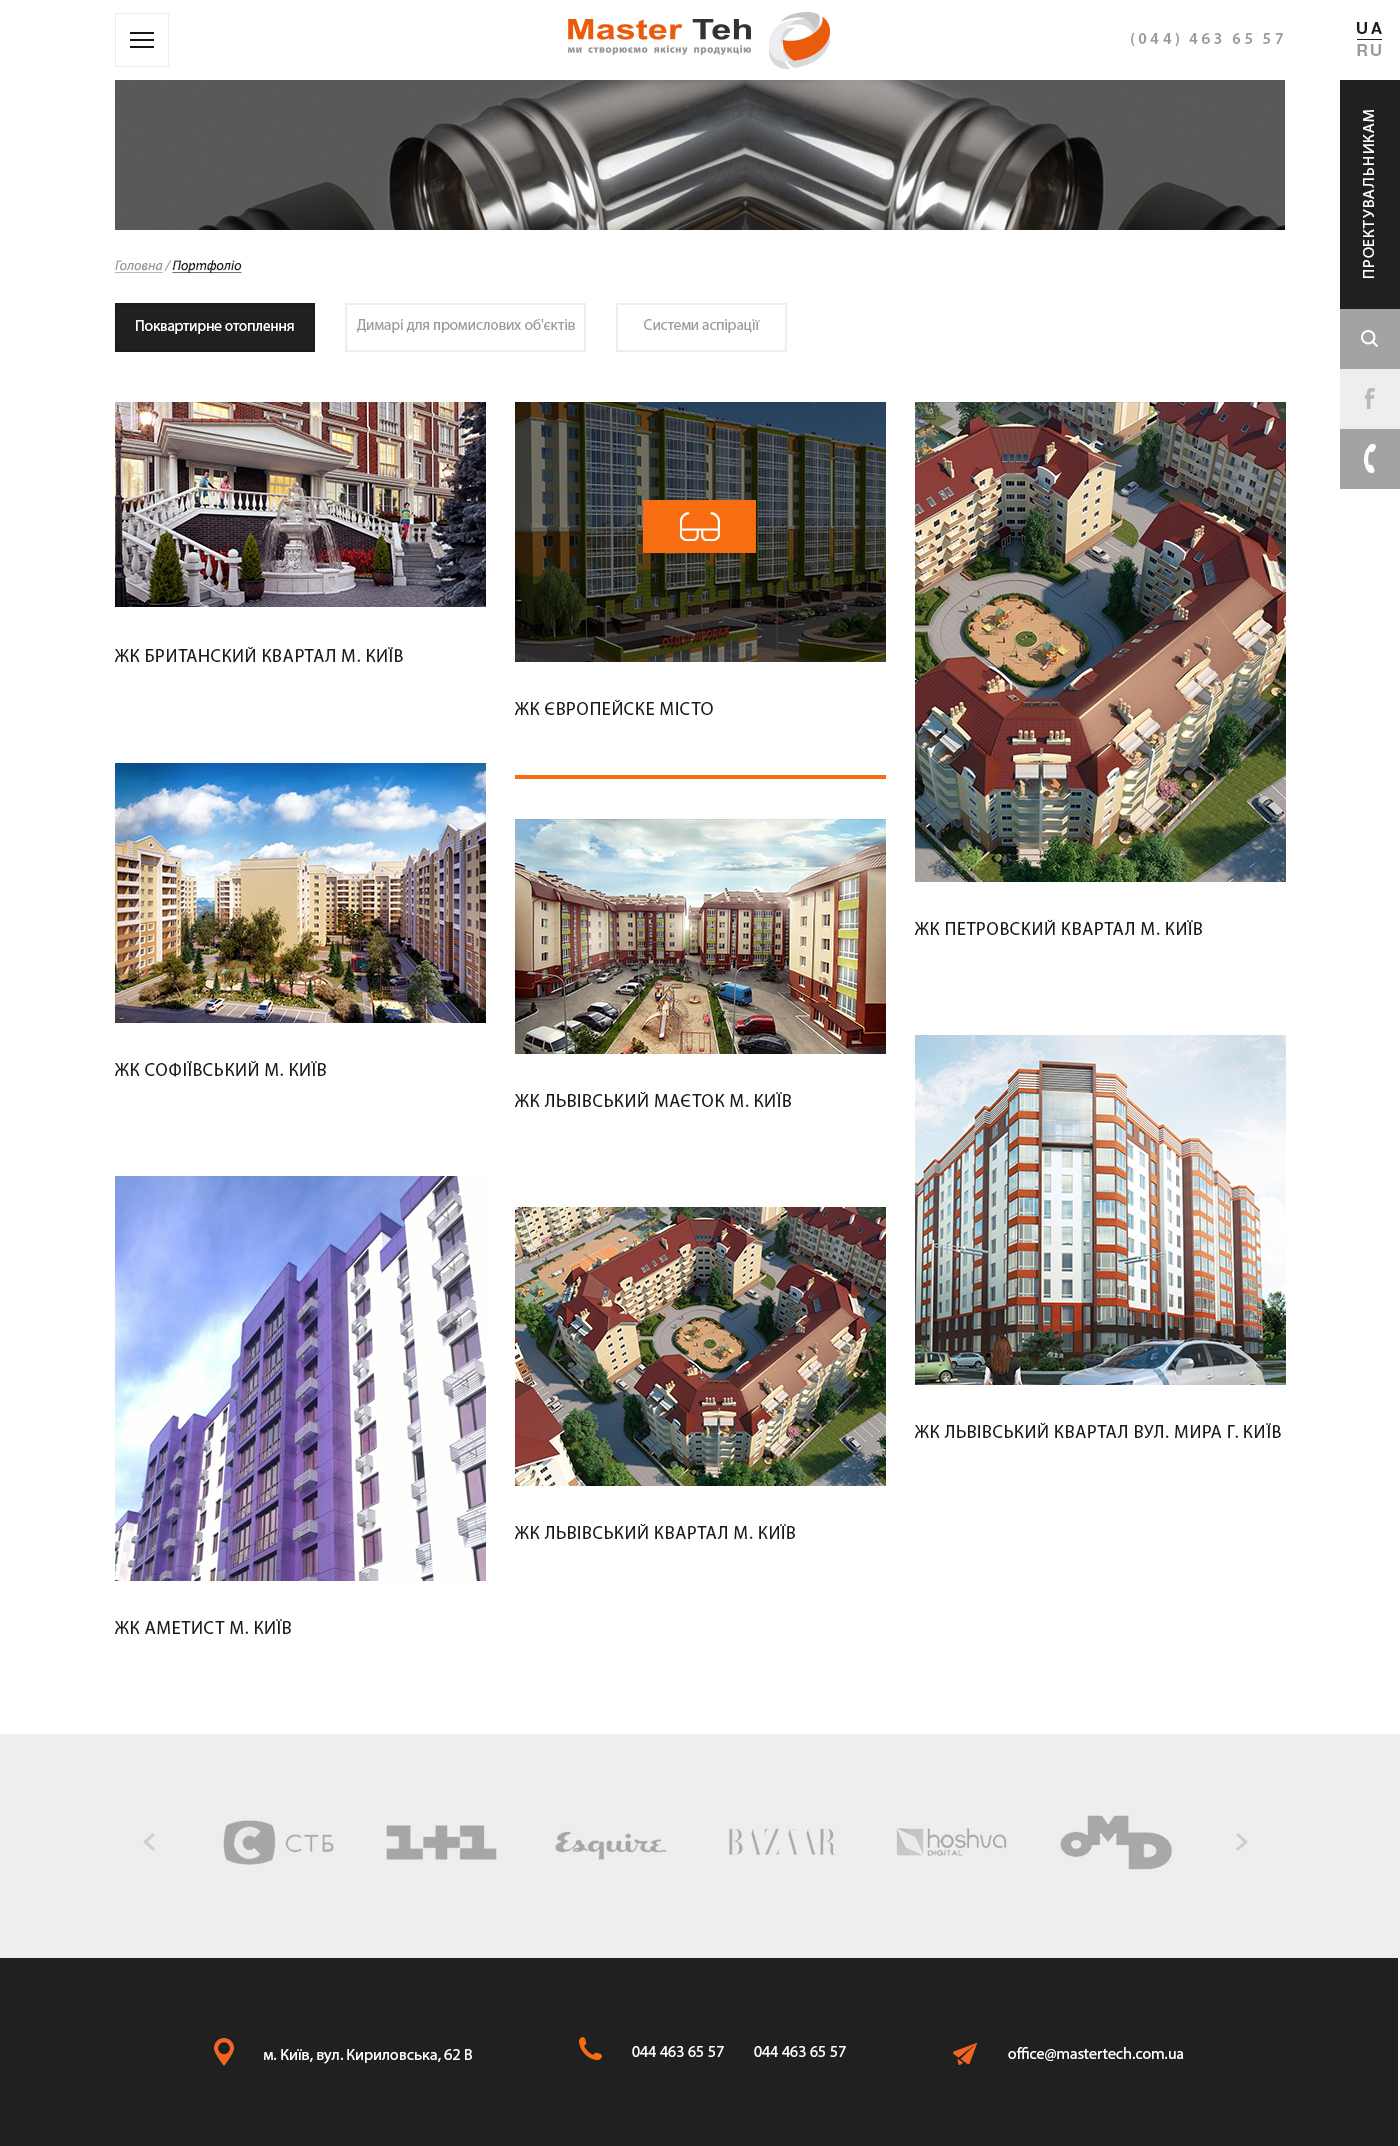 Master Teh
ми створюємо якісну продукцію
(044) 463 65 57
UA
RU
ПРОЕКТУВАЛЬНИКАМ
Головна / Портфоліо
Поквартирне отоплення
Димарі для промислових об'єктів
Системи аспірації
ЖК БРИТАНСКИЙ КВАРТАЛ М. КИЇВ
ОТДЕЛ ПРОДАЖ
ЖК ЄВРОПЕЙСКЕ МІСТО
ЖК ПЕТРОВСКИЙ КВАРТАЛ М. КИЇВ
ЖК СОФІЇВСЬКИЙ М. КИЇВ
ЖК ЛЬВІВСЬКИЙ МАЄТОК М. КИЇВ
ЖК ЛЬВІВСЬКИЙ КВАРТАЛ ВУЛ. МИРА Г. КИЇВ
ЖК ЛЬВІВСЬКИЙ КВАРТАЛ М. КИЇВ
ЖК АМЕТИСТ М. КИЇВ
СТБ
1+1
Esquire
BAZAAR
hoshva
DIGITAL
OMD
м. Київ, вул. Кириловська, 62 В
044 463 65 57
044 463 65 57
office@mastertech.com.ua